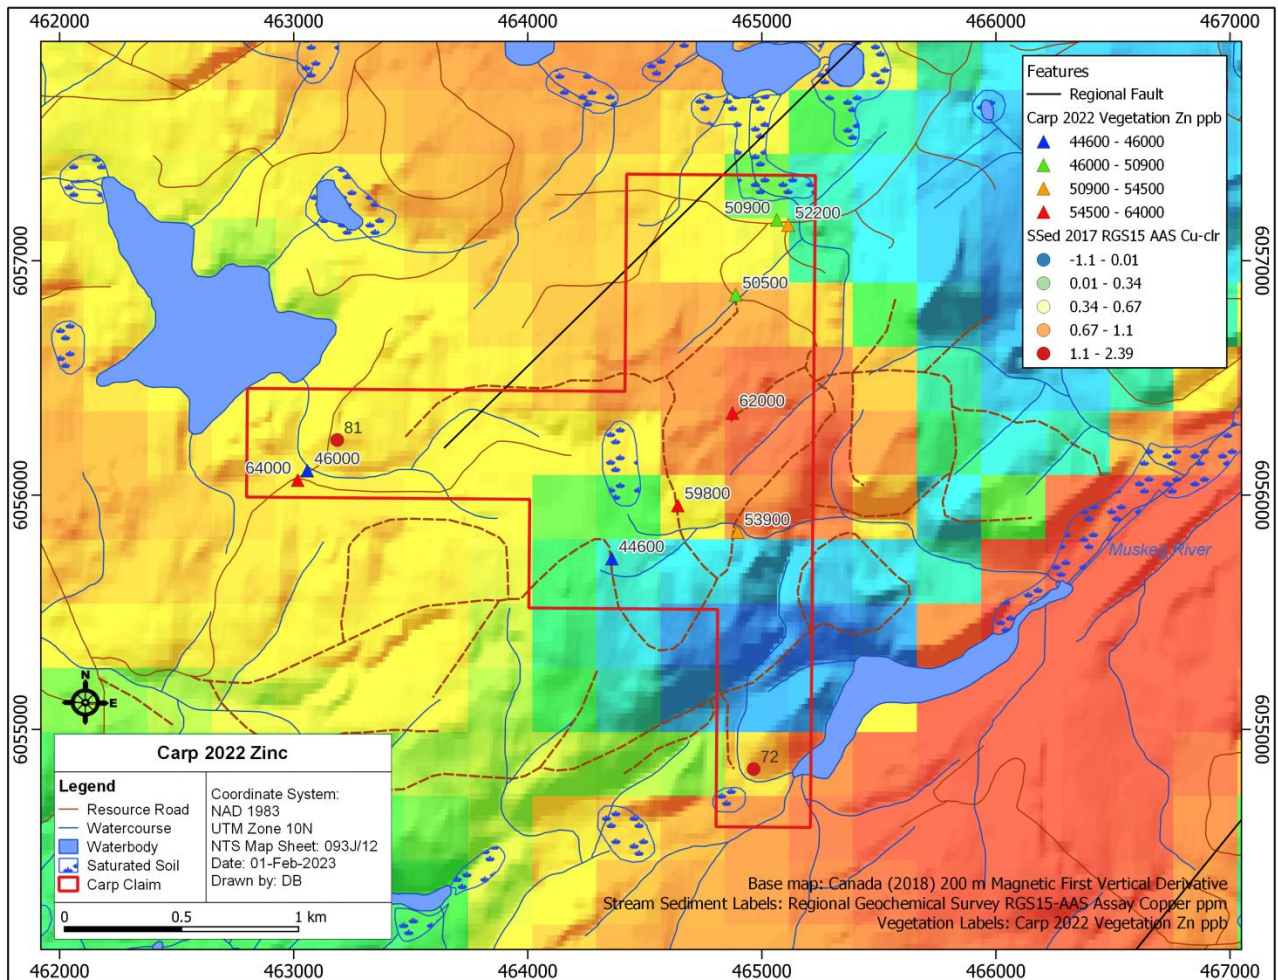 462000 463000 464000 465000 466000 467000
Features
Regional Fault
Carp 2022 Vegetation Zn ppb
44600 - 46000
46000 - 50900
50900 - 54500
54500 - 64000
SSed 2017 RGS15 AAS Cu-clr
-1.1 - 0.01
0.01 - 0.34
0.34 - 0.67
0.67 - 1.1
1.1 - 2.39
6057000
6057000
50900
52200
50500
62000
81
64000
46000
6056000
6056000
59800
53900
44600
Muskeg River
N
E
6055000
6055000
72
Carp 2022 Zinc
Legend
Resource Road
Watercourse
Waterbody
Saturated Soil
Carp Claim
Coordinate System:
NAD 1983
UTM Zone 10N
NTS Map Sheet: 093J/12
Date: 01-Feb-2023
Drawn by: DB
0 0.5 1 km
Base map: Canada (2018) 200 m Magnetic First Vertical Derivative
Stream Sediment Labels: Regional Geochemical Survey RGS15-AAS Assay Copper ppm
Vegetation Labels: Carp 2022 Vegetation Zn ppb
462000 463000 464000 465000 466000 467000